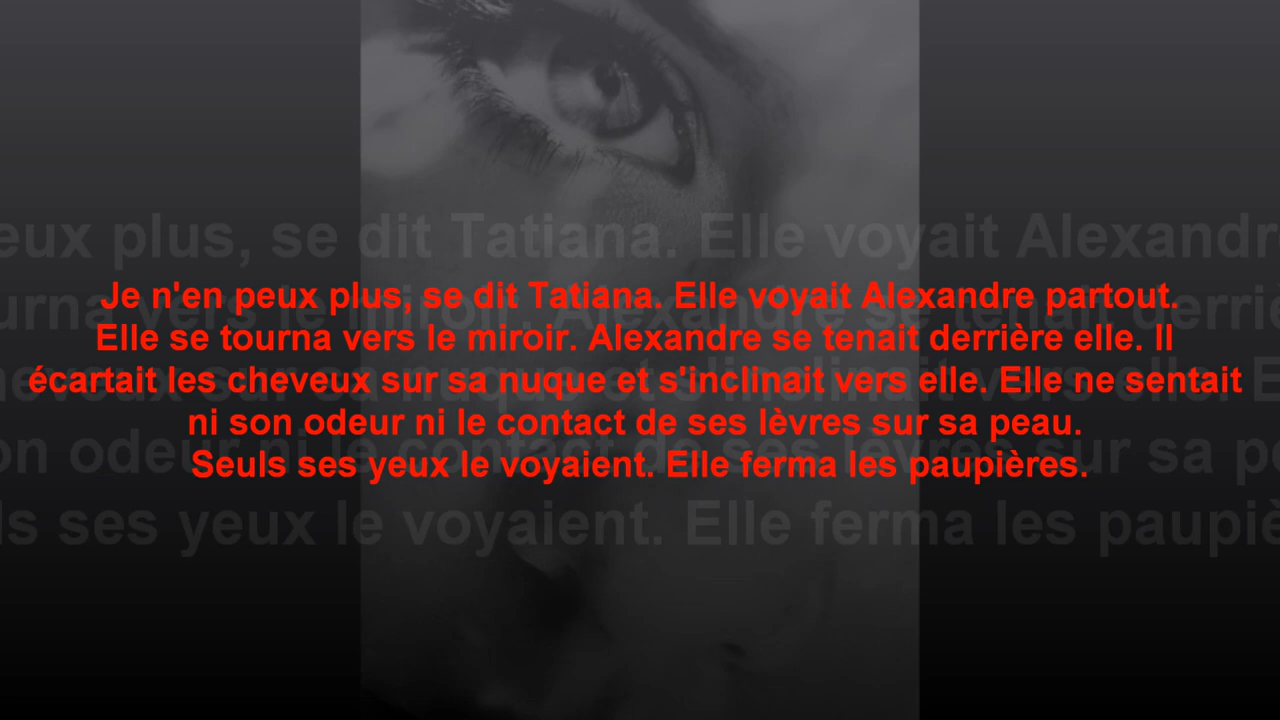 Je n'en peux plus, se dit Tatiana. Elle voyait Alexandre partout.
Elle se tourna vers le miroir. Alexandre se tenait derrière elle. Il
écartait les cheveux sur sa nuque et s'inclinait vers elle. Elle ne sentait
ni son odeur ni le contact de ses lèvres sur sa peau.
Seuls ses yeux le voyaient. Elle ferma les paupières.